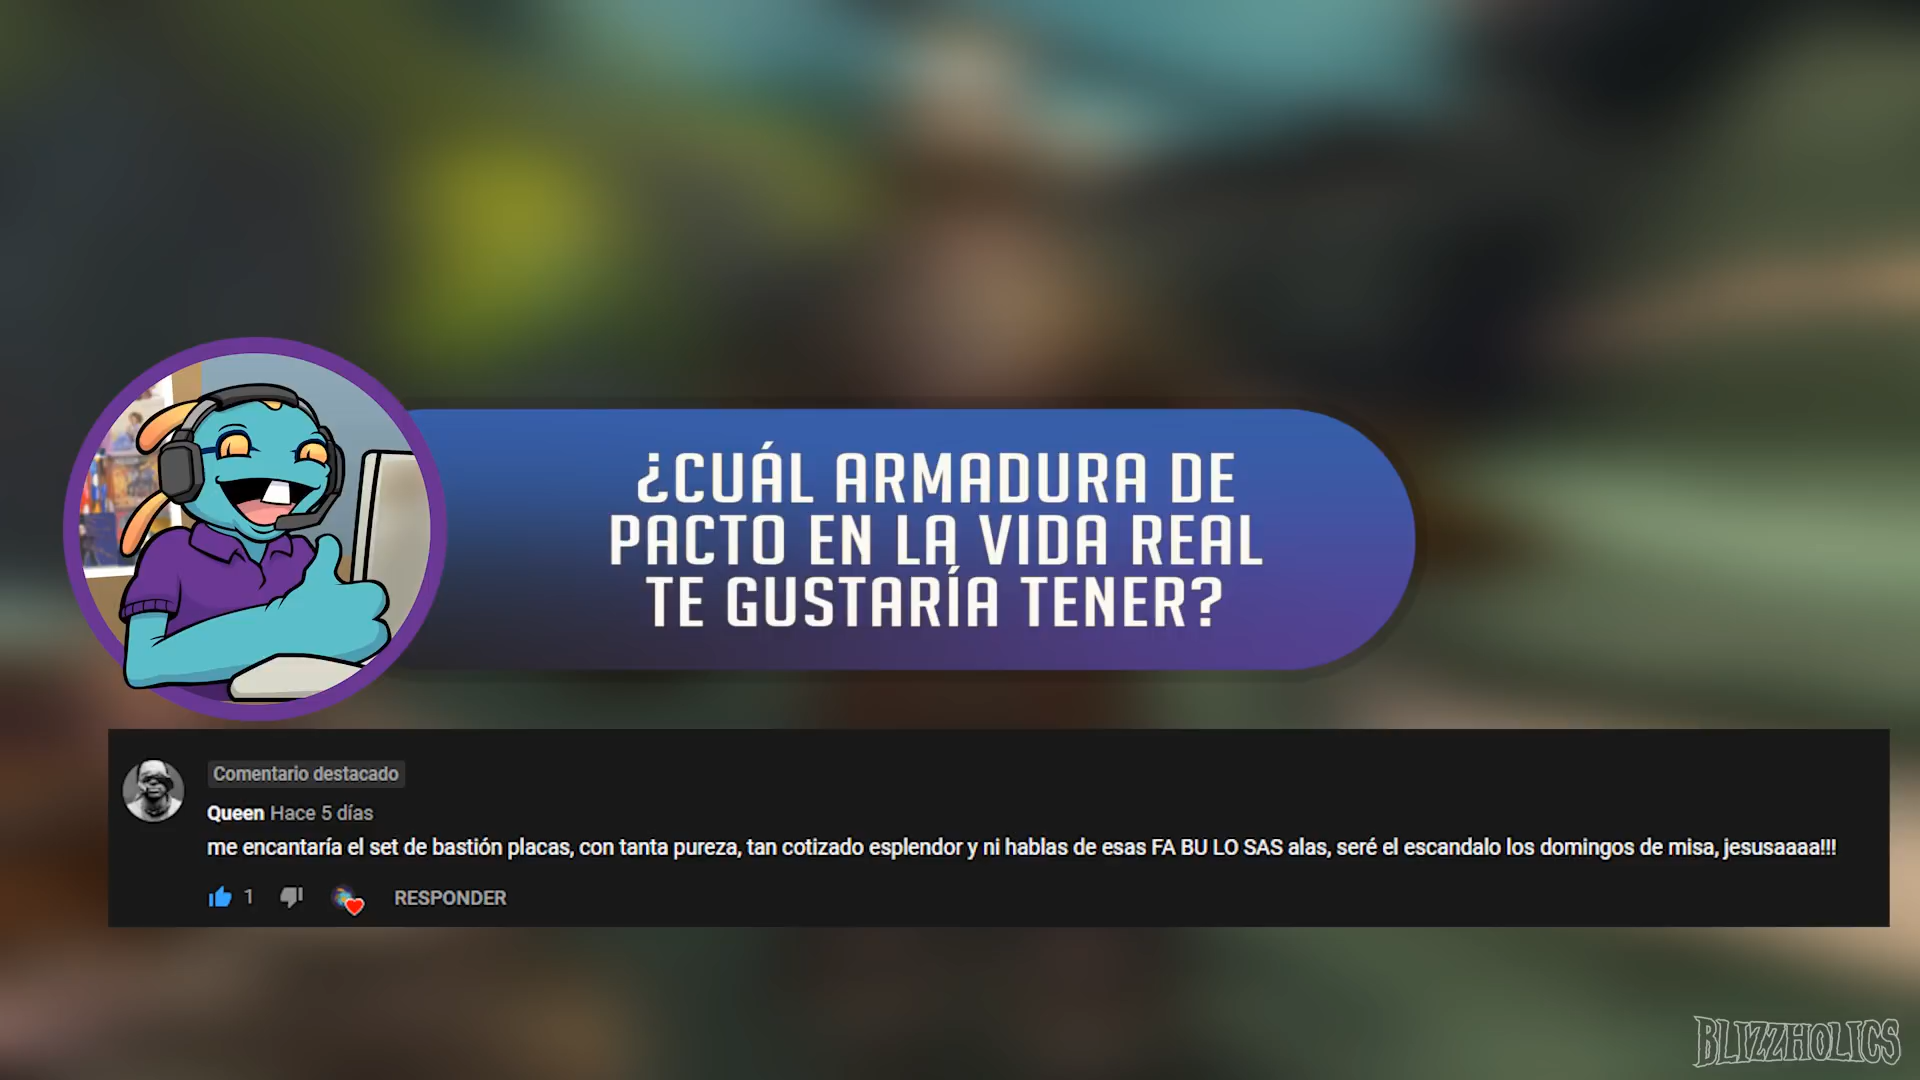 ¿CUÁL ARMADURA DE
PACTO EN LA VIDA REAL
TE GUSTARÍA TENER?
Comentario destacado
Queen Hace 5 días
me encantaría el set de bastión placas, con tanta pureza, tan cotizado esplendor y ni hablas de esas FA BU LO SAS alas, seré el escandalo los domingos de misa, jesusaaaa!!!
1
RESPONDER
BLIZZHOLICS